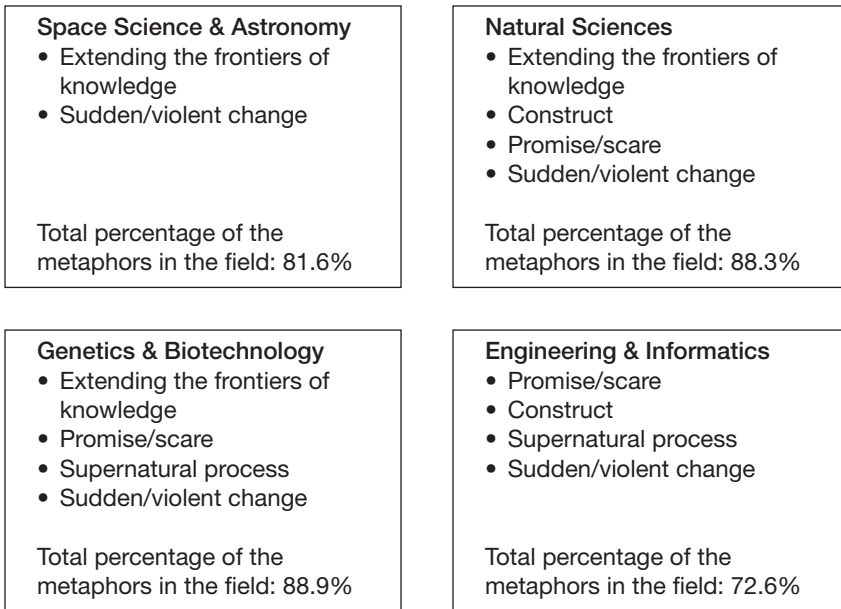 Space Science & Astronomy
• Extending the frontiers of
knowledge
• Sudden/violent change
Total percentage of the
metaphors in the field: 81.6%
Natural Sciences
• Extending the frontiers of
knowledge
• Construct
• Promise/scare
• Sudden/violent change
Total percentage of the
metaphors in the field: 88.3%
Genetics & Biotechnology
• Extending the frontiers of
knowledge
• Promise/scare
• Supernatural process
• Sudden/violent change
Total percentage of the
metaphors in the field: 88.9%
Engineering & Informatics
• Promise/scare
• Construct
• Supernatural process
• Sudden/violent change
Total percentage of the
metaphors in the field: 72.6%